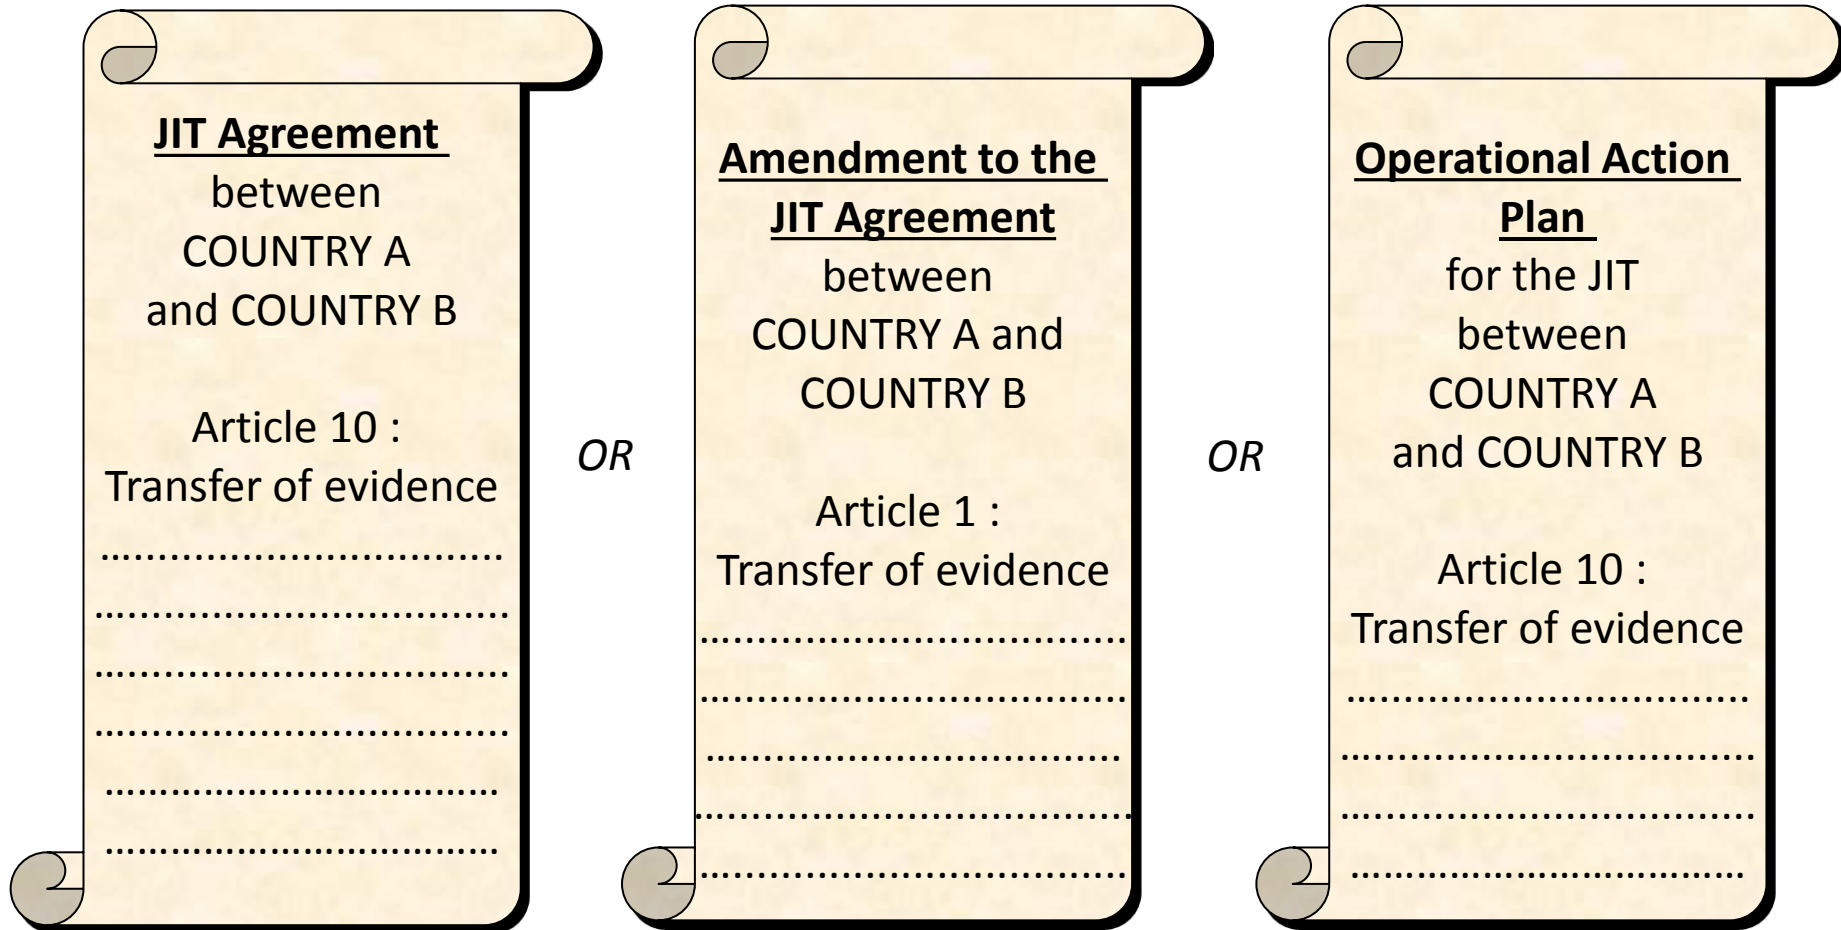 JIT Agreement
between
COUNTRY A
and COUNTRY B
Article 10 :
Transfer of evidence
……………………………
……………………………
……………………………
……………………………
……………………………
……………………………
OR
Amendment to the
JIT Agreement
between
COUNTRY A and
COUNTRY B
Article 1 :
Transfer of evidence
……………………………
……………………………
……………………………
……………………………
……………………………
OR
Operational Action
Plan
for the JIT
between
COUNTRY A
and COUNTRY B
Article 10 :
Transfer of evidence
……………………………
……………………………
……………………………
……………………………